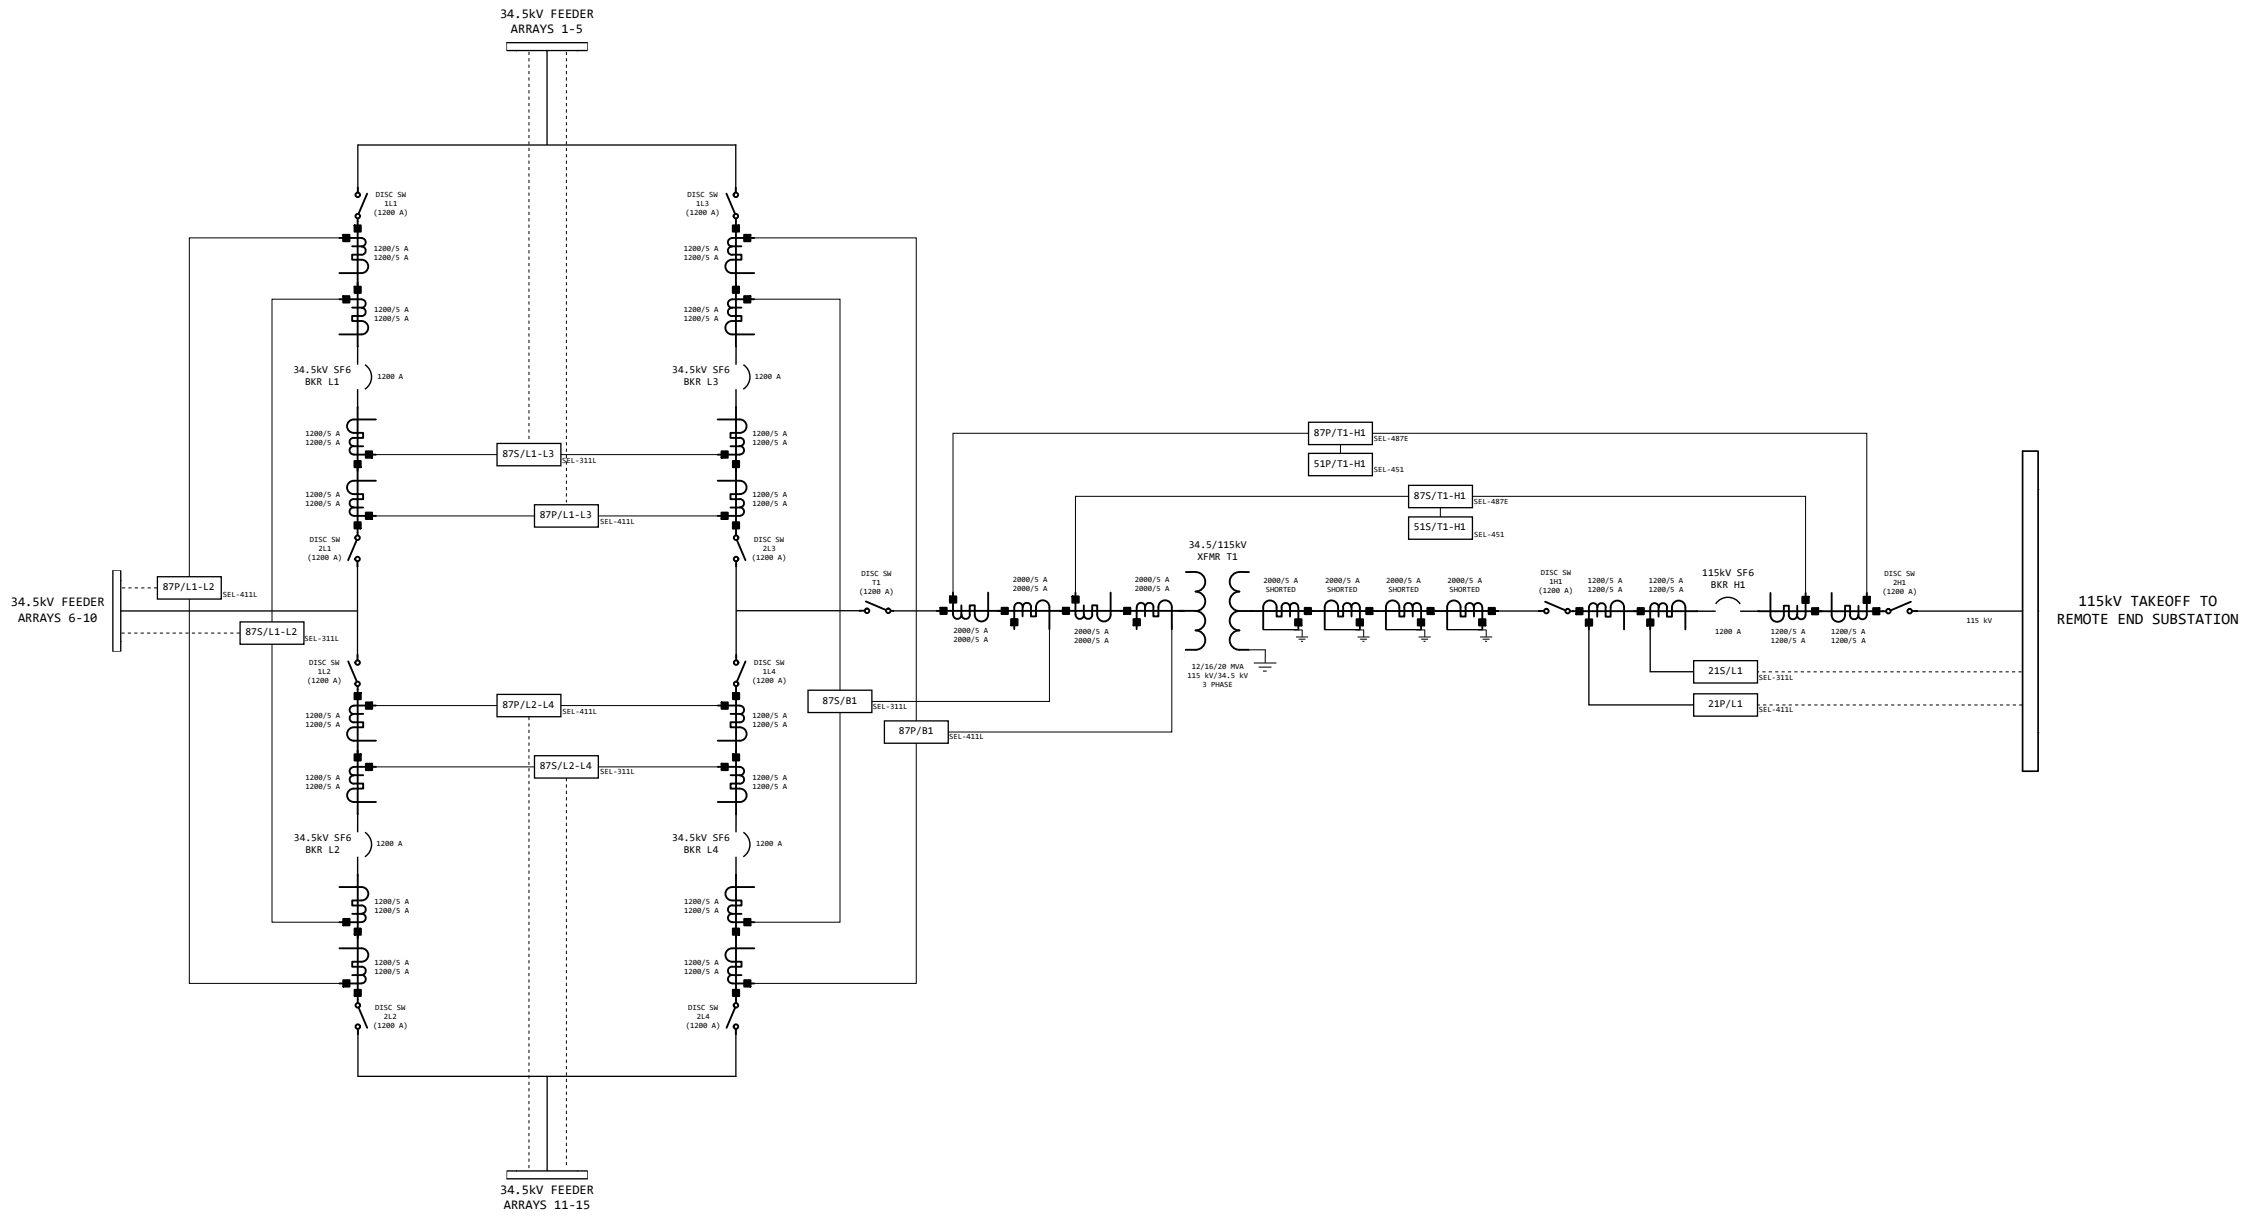 34.5kV FEEDER
ARRAYS 1-5
DISC SW
1L1
(1200 A)
DISC SW
1L3
(1200 A)
1200/5 A
1200/5 A
1200/5 A
1200/5 A
1200/5 A
1200/5 A
1200/5 A
1200/5 A
34.5kV SF6
BKR L1
1200 A
34.5kV SF6
BKR L3
1200 A
1200/5 A
1200/5 A
87S/L1-L3
SEL-311L
1200/5 A
1200/5 A
1200/5 A
1200/5 A
87P/L1-L3
SEL-411L
1200/5 A
1200/5 A
DISC SW
2L1
(1200 A)
DISC SW
2L3
(1200 A)
34.5kV FEEDER
ARRAYS 6-10
87P/L1-L2
SEL-411L
87S/L1-L2
SEL-311L
DISC SW
1L2
(1200 A)
DISC SW
1L4
(1200 A)
1200/5 A
1200/5 A
87P/L2-L4
SEL-411L
1200/5 A
1200/5 A
1200/5 A
1200/5 A
87S/L2-L4
SEL-311L
1200/5 A
1200/5 A
34.5kV SF6
BKR L2
1200 A
34.5kV SF6
BKR L4
1200 A
1200/5 A
1200/5 A
1200/5 A
1200/5 A
1200/5 A
1200/5 A
1200/5 A
1200/5 A
DISC SW
2L2
(1200 A)
DISC SW
2L4
(1200 A)
34.5kV FEEDER
ARRAYS 11-15
87S/B1
SEL-311L
87P/B1
SEL-411L
DISC SW
T1
(1200 A)
2000/5 A
2000/5 A
2000/5 A
2000/5 A
2000/5 A
2000/5 A
2000/5 A
2000/5 A
34.5/115kV
XFMR T1
12/16/20 MVA
115 kV/34.5 kV
3 PHASE
87P/T1-H1
SEL-487E
51P/T1-H1
SEL-451
87S/T1-H1
SEL-487E
51S/T1-H1
SEL-451
2000/5 A
SHORTED
2000/5 A
SHORTED
2000/5 A
SHORTED
2000/5 A
SHORTED
DISC SW
1H1
(1200 A)
1200/5 A
1200/5 A
1200/5 A
1200/5 A
115kV SF6
BKR H1
1200 A
1200/5 A
1200/5 A
1200/5 A
1200/5 A
DISC SW
2H1
(1200 A)
21S/L1
SEL-311L
21P/L1
SEL-411L
115 kV
115kV TAKEOFF TO
REMOTE END SUBSTATION